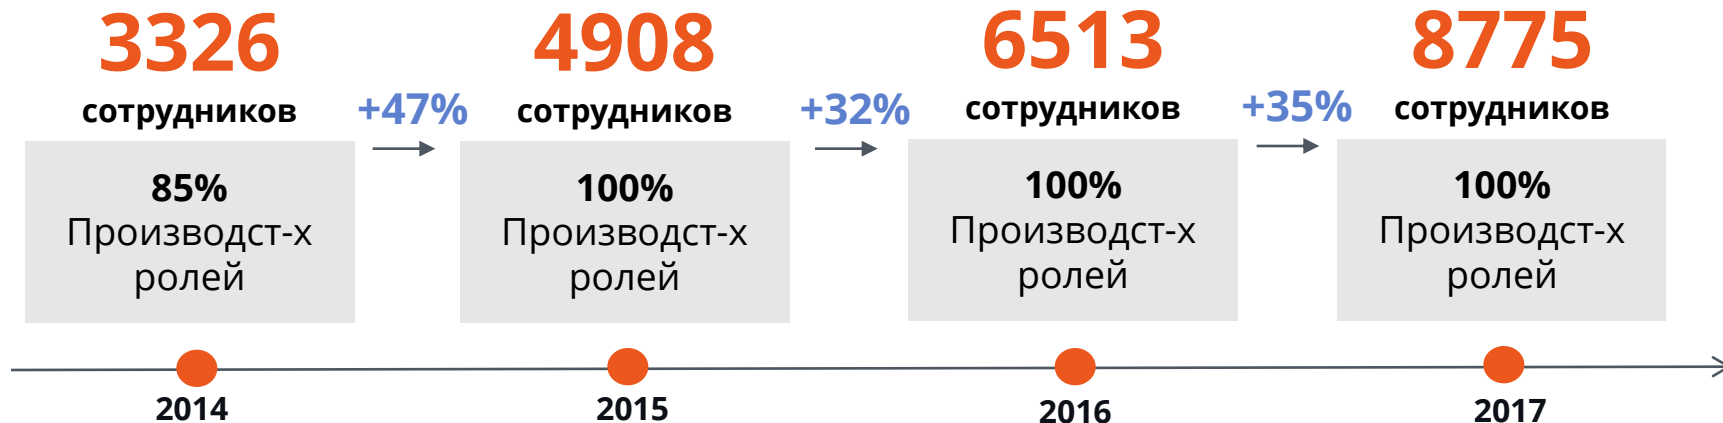 3326
сотрудников
85%
Производст-х
ролей
2014
+47%
4908
сотрудников
100%
Производст-х
ролей
2015
+32%
6513
сотрудников
100%
Производст-х
ролей
2016
+35%
8775
сотрудников
100%
Производст-х
ролей
2017